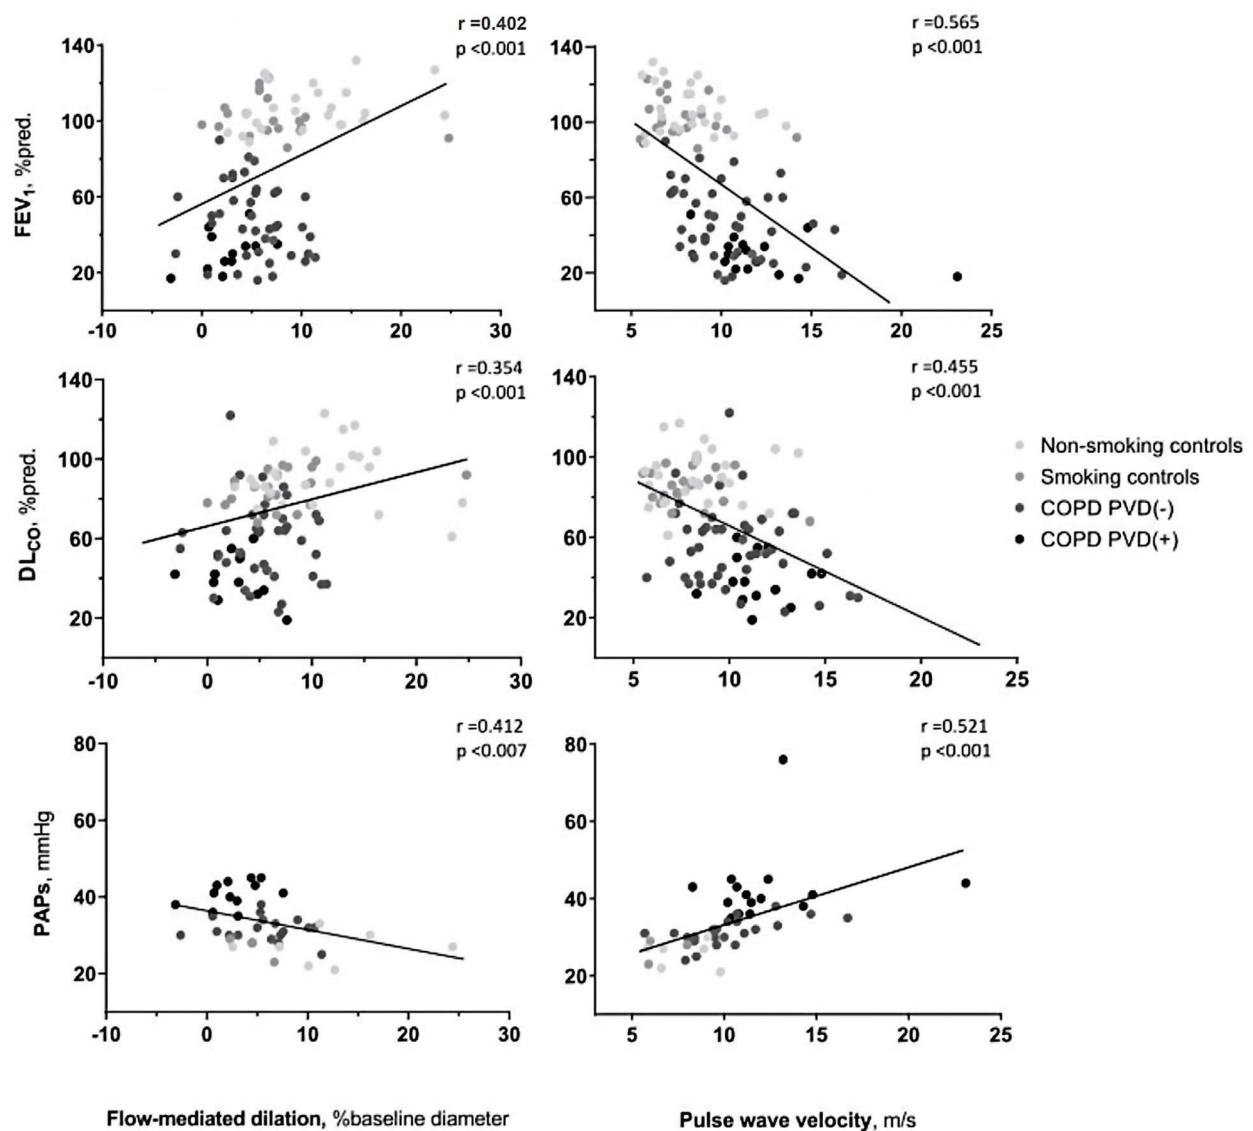 r =0.402
p <0.001
140
100
60
20
-10
0
10
20
30
FEV1, %pred.
r =0.565
p <0.001
140
100
60
20
5
10
15
20
25
r =0.354
p <0.001
140
100
60
20
-10
0
10
20
30
DLCO, %pred.
r =0.455
p <0.001
140
100
60
20
5
10
15
20
25
Non-smoking controls
Smoking controls
COPD PVD(-)
COPD PVD(+)
r =0.412
p <0.007
80
60
40
20
-10
0
10
20
30
PAPs, mmHg
r =0.521
p <0.001
80
60
40
20
5
10
15
20
25
Flow-mediated dilation, %baseline diameter
Pulse wave velocity, m/s